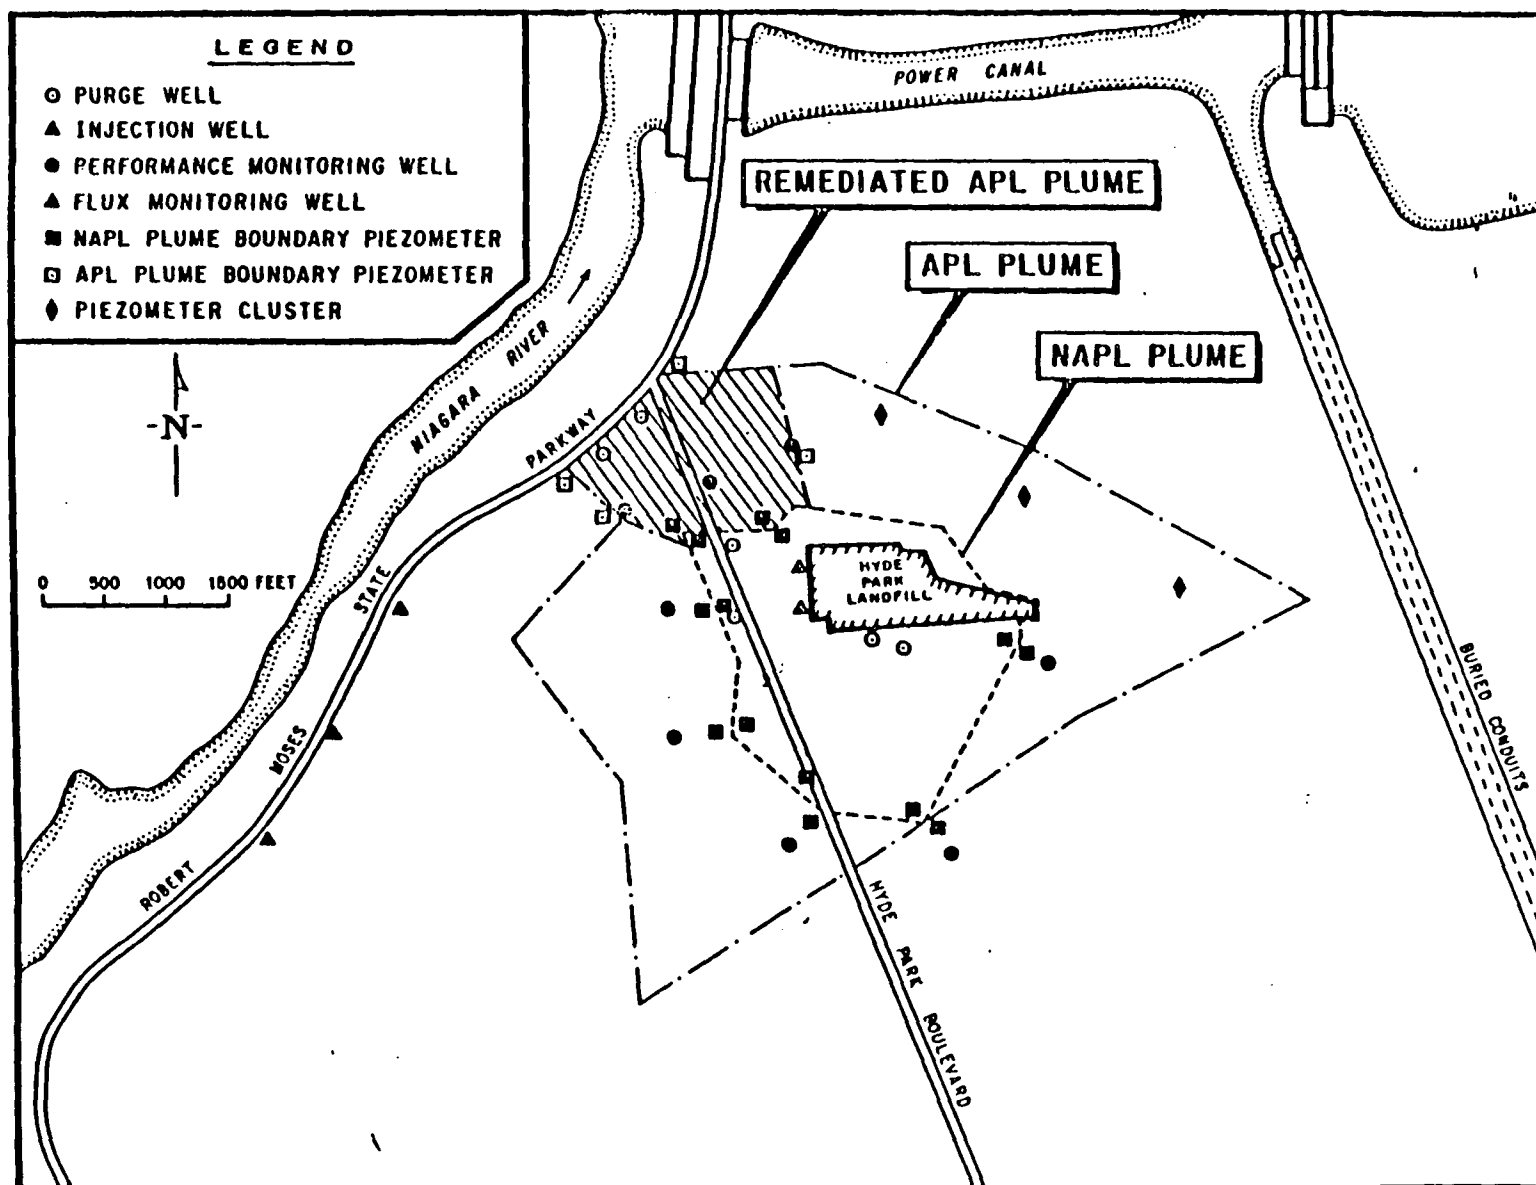 LEGEND
PURGE WELL
INJECTION WELL
PERFORMANCE MONITORING WELL
FLUX MONITORING WELL
NAPL PLUME BOUNDARY PIEZOMETER
APL PLUME BOUNDARY PIEZOMETER
PIEZOMETER CLUSTER
POWER CANAL
REMEDIATED APL PLUME
APL PLUME
NAPL PLUME
NIAGARA RIVER
-N-
0 500 1000 1500 FEET
ROBERT MOSES STATE PARKWAY
HYDE
PARK
LANDFILL
BURIED CONDUITS
HYDE PARK BOULEVARD